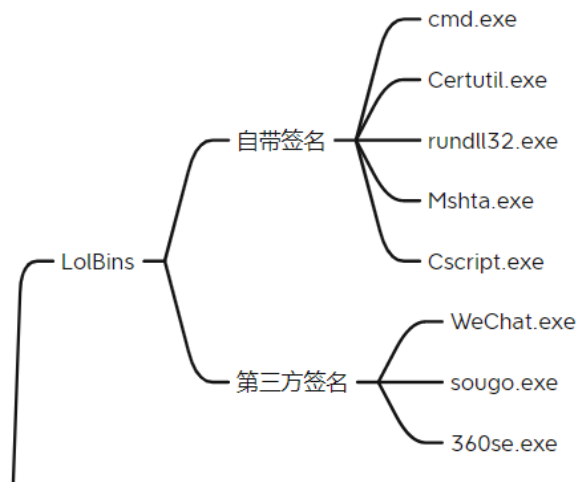 LolBins
自带签名
cmd.exe
Certutil.exe
rundll32.exe
Mshta.exe
Cscript.exe
第三方签名
WeChat.exe
sougo.exe
360se.exe